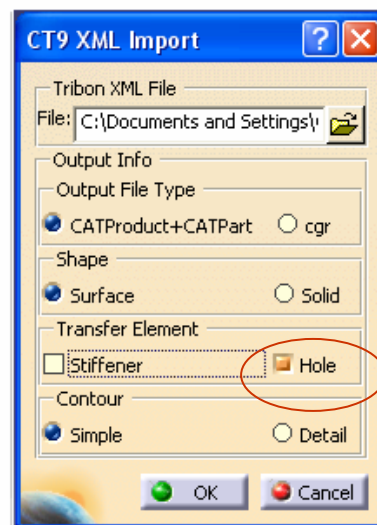 CT9 XML Import
Tribon XML File
File: C:\Documents and Settings\
Output Info
Output File Type
CATProduct+CATPart cgr
Shape
Surface Solid
Transfer Element
Stiffener Hole
Contour
Simple Detail
OK Cancel